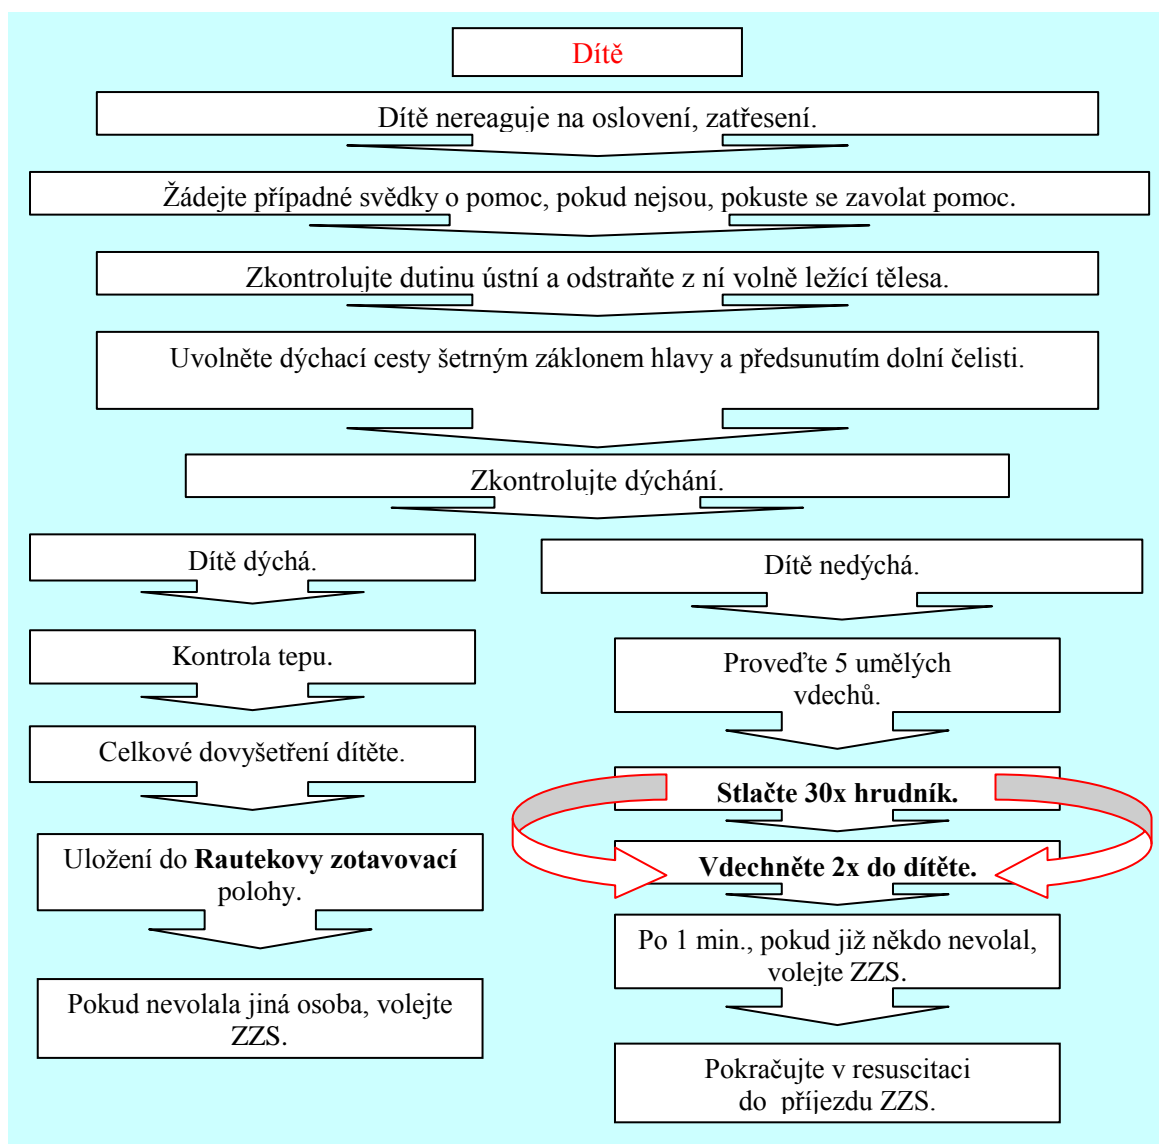 Dítě
Dítě nereaguje na oslovení, zatřesení.
Žádejte případné svědky o pomoc, pokud nejsou, pokuste se zavolat pomoc.
Zkontrolujte dutinu ústní a odstraňte z ní volně ležící tělesa.
Uvolněte dýchací cesty šetrným záklonem hlavy a předsunutím dolní čelisti.
Zkontrolujte dýchání.
Dítě dýchá.
Kontrola tepu.
Celkové dovyšetření dítěte.
Uložení do Rautekovy zotavovací
polohy.
Pokud nevolala jiná osoba, volejte
ZZS.
Dítě nedýchá.
Proveďte 5 umělých
vdechů.
Stlačte 30x hrudník.
Vdechněte 2x do dítěte.
Po 1 min., pokud již někdo nevolal,
volejte ZZS.
Pokračujte v resuscitaci
do příjezdu ZZS.